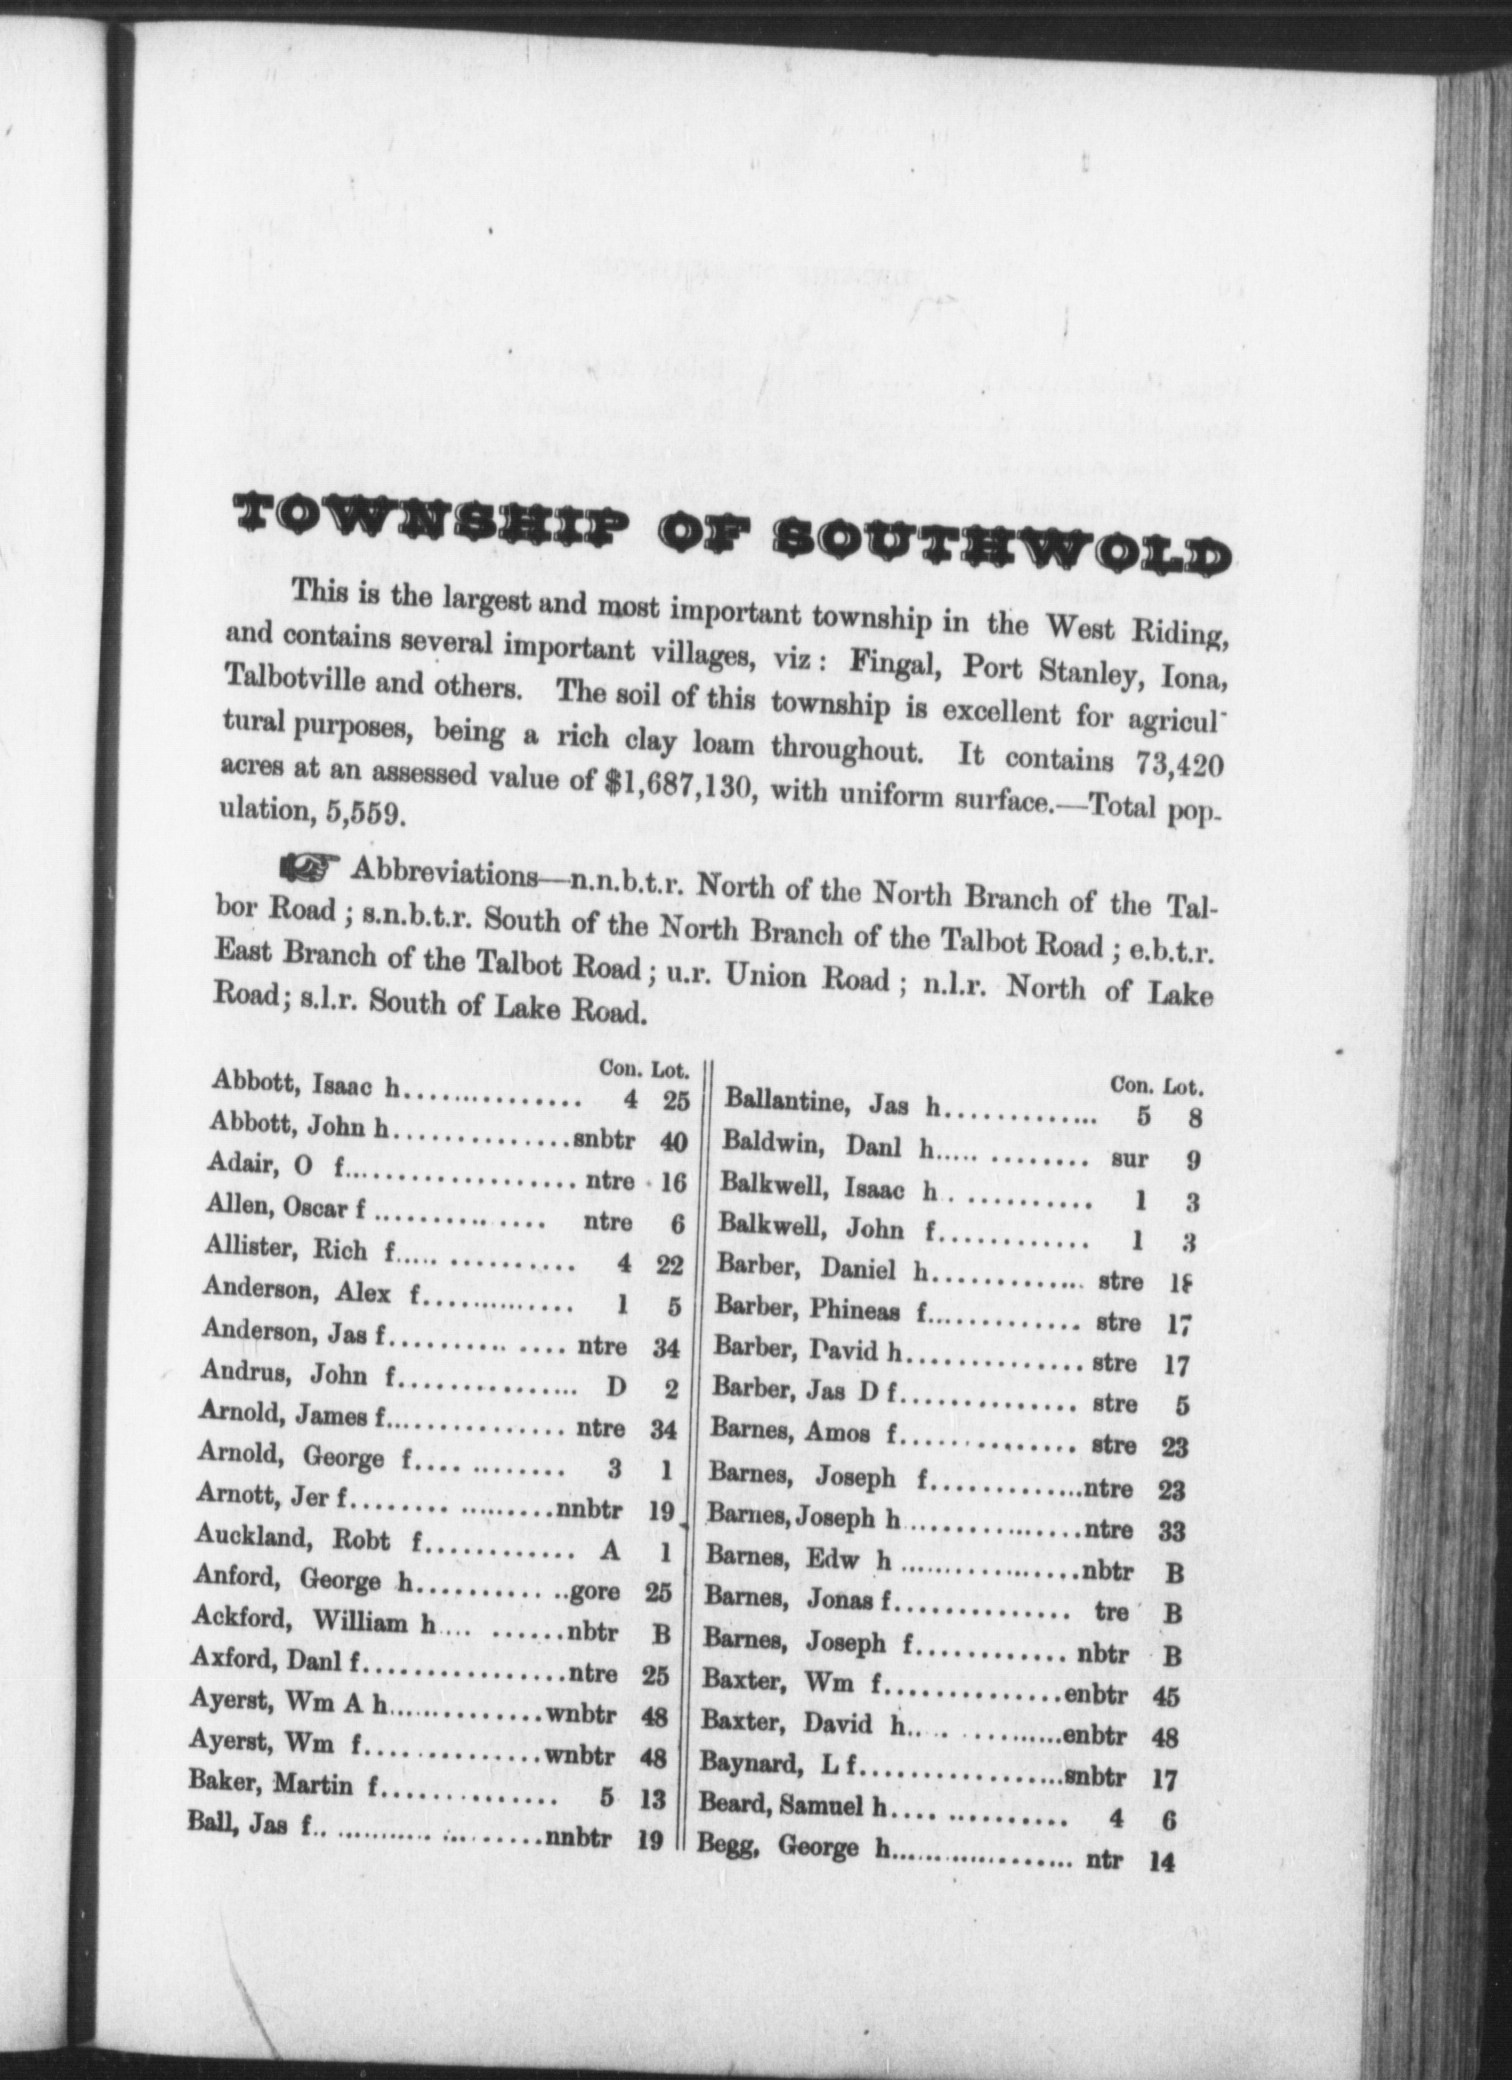 TOWNSHIP OF SOUTHWOLD
This is the largest and most important township in the West Riding,
and contains several important villages, viz: Fingal, Port Stanley, Iona,
Talbotville and others. The soil of this township is excellent for agricul-
tural purposes, being a rich clay loam throughout. It contains 73,420
acres at an assessed value of $1,687,130, with uniform surface.—Total pop-
ulation, 5,559.
☞ Abbreviations—n.n.b.t.r. North of the North Branch of the Tal-
bor Road; s.n.b.t.r. South of the North Branch of the Talbot Road; e.b.t.r.
East Branch of the Talbot Road; u.r. Union Road; n.l.r. North of Lake
Road; s.l.r. South of Lake Road.
Con. Lot.
Abbott, Isaac h............... 4 25
Abbott, John h...............snbtr 40
Adair, O f................... ntre 16
Allen, Oscar f ............... ntre 6
Allister, Rich f..... .......... 4 22
Anderson, Alex f............. 1 5
Anderson, Jas f.......... .... ntre 34
Andrus, John f............... D 2
Arnold, James f............... ntre 34
Arnold, George f.... ........ 3 1
Arnott, Jer f........ .........nnbtr 19
Auckland, Robt f............ A 1
Anford, George h.......... ..gore 25
Ackford, William h.... ......nbtr B
Axford, Danl f.................ntre 25
Ayerst, Wm A h.............wnbtr 48
Ayerst, Wm f...............wnbtr 48
Baker, Martin f.............. 5 13
Ball, Jas f.. ........... ... ......nnbtr 19
Con. Lot.
Ballantine, Jas h............. 5 8
Baldwin, Danl h..... ........ sur 9
Balkwell, Isaac h . ........... 1 3
Balkwell, John f............ 1 3
Barber, Daniel h............. stre 18
Barber, Phineas f............. stre 17
Barber, David h............... stre 17
Barber, Jas D f............... stre 5
Barnes, Amos f............... stre 23
Barnes, Joseph f.............ntre 23
Barnes, Joseph h...............ntre 33
Barnes, Edw h ...............nbtr B
Barnes, Jonas f............... tre B
Barnes, Joseph f............ nbtr B
Baxter, Wm f..............enbtr 45
Baxter, David h.... ..........enbtr 48
Baynard, L f.................snbtr 17
Beard, Samuel h.... .......... 4 6
Begg, George h.................. ntr 14